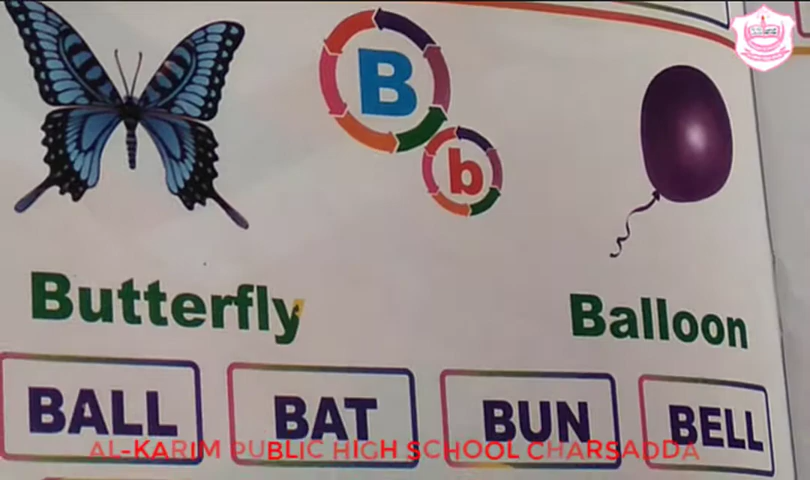 B
b
Butterfly
Balloon
BALL
BAT
BUN
BELL
AL-KARIM PUBLIC HIGH SCHOOL CHARSADDA